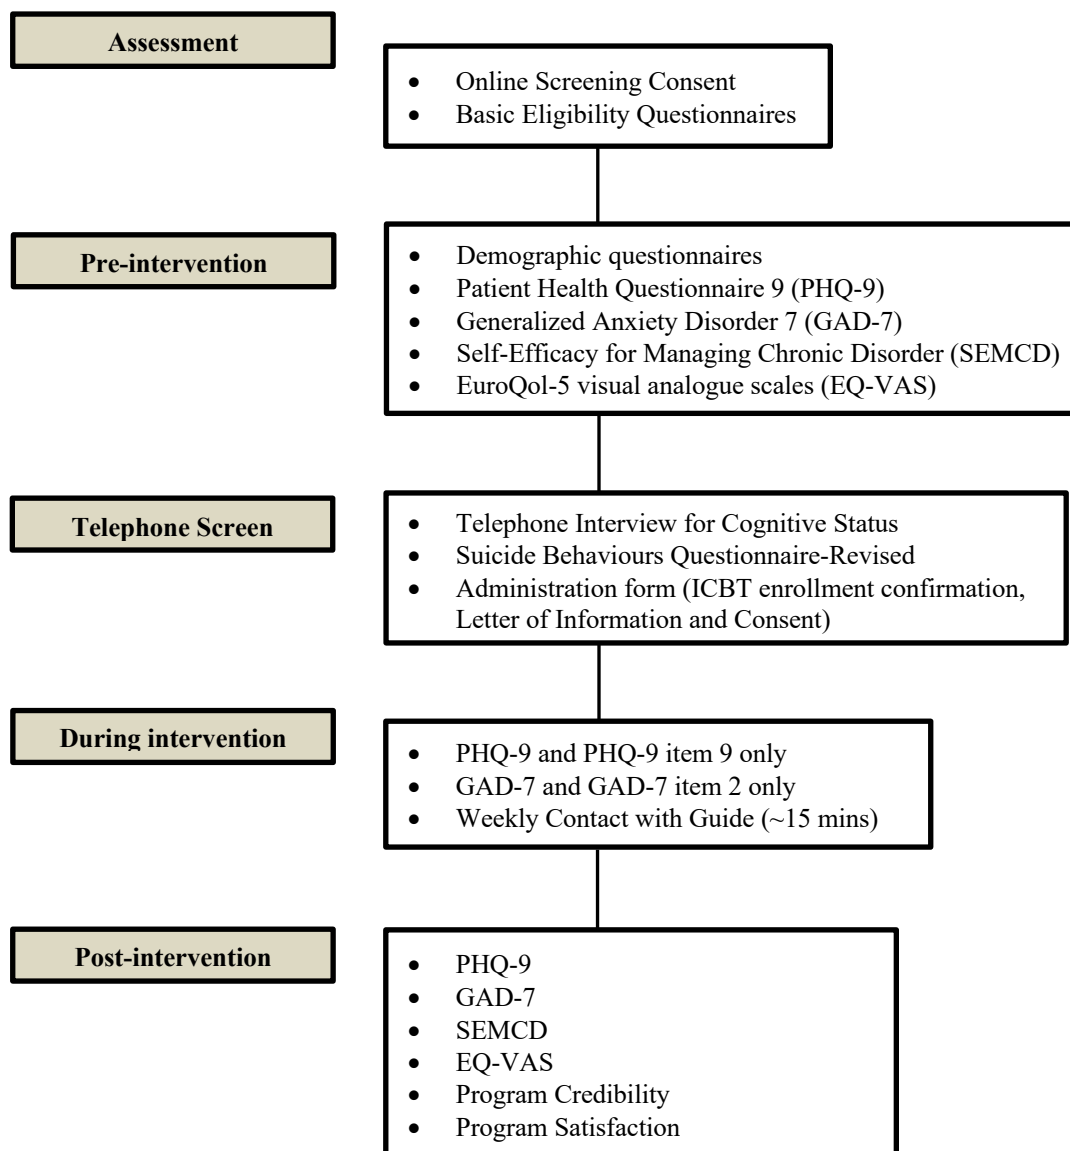 Assessment
• Online Screening Consent
• Basic Eligibility Questionnaires
Pre-intervention
• Demographic questionnaires
• Patient Health Questionnaire 9 (PHQ-9)
• Generalized Anxiety Disorder 7 (GAD-7)
• Self-Efficacy for Managing Chronic Disorder (SEMCD)
• EuroQol-5 visual analogue scales (EQ-VAS)
Telephone Screen
• Telephone Interview for Cognitive Status
• Suicide Behaviours Questionnaire-Revised
• Administration form (ICBT enrollment confirmation,
Letter of Information and Consent)
During intervention
• PHQ-9 and PHQ-9 item 9 only
• GAD-7 and GAD-7 item 2 only
• Weekly Contact with Guide (~15 mins)
Post-intervention
• PHQ-9
• GAD-7
• SEMCD
• EQ-VAS
• Program Credibility
• Program Satisfaction